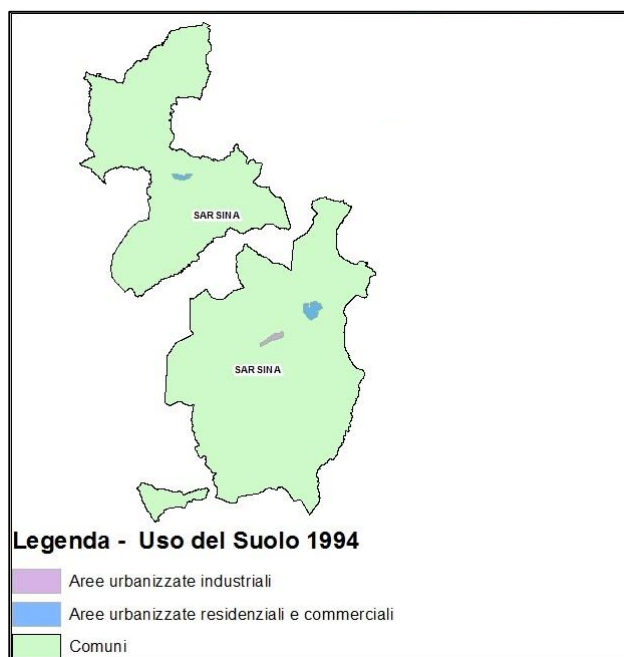 SARSINA
SARSINA
Legenda - Uso del Suolo 1994
Aree urbanizzate industriali
Aree urbanizzate residenziali e commerciali
Comuni